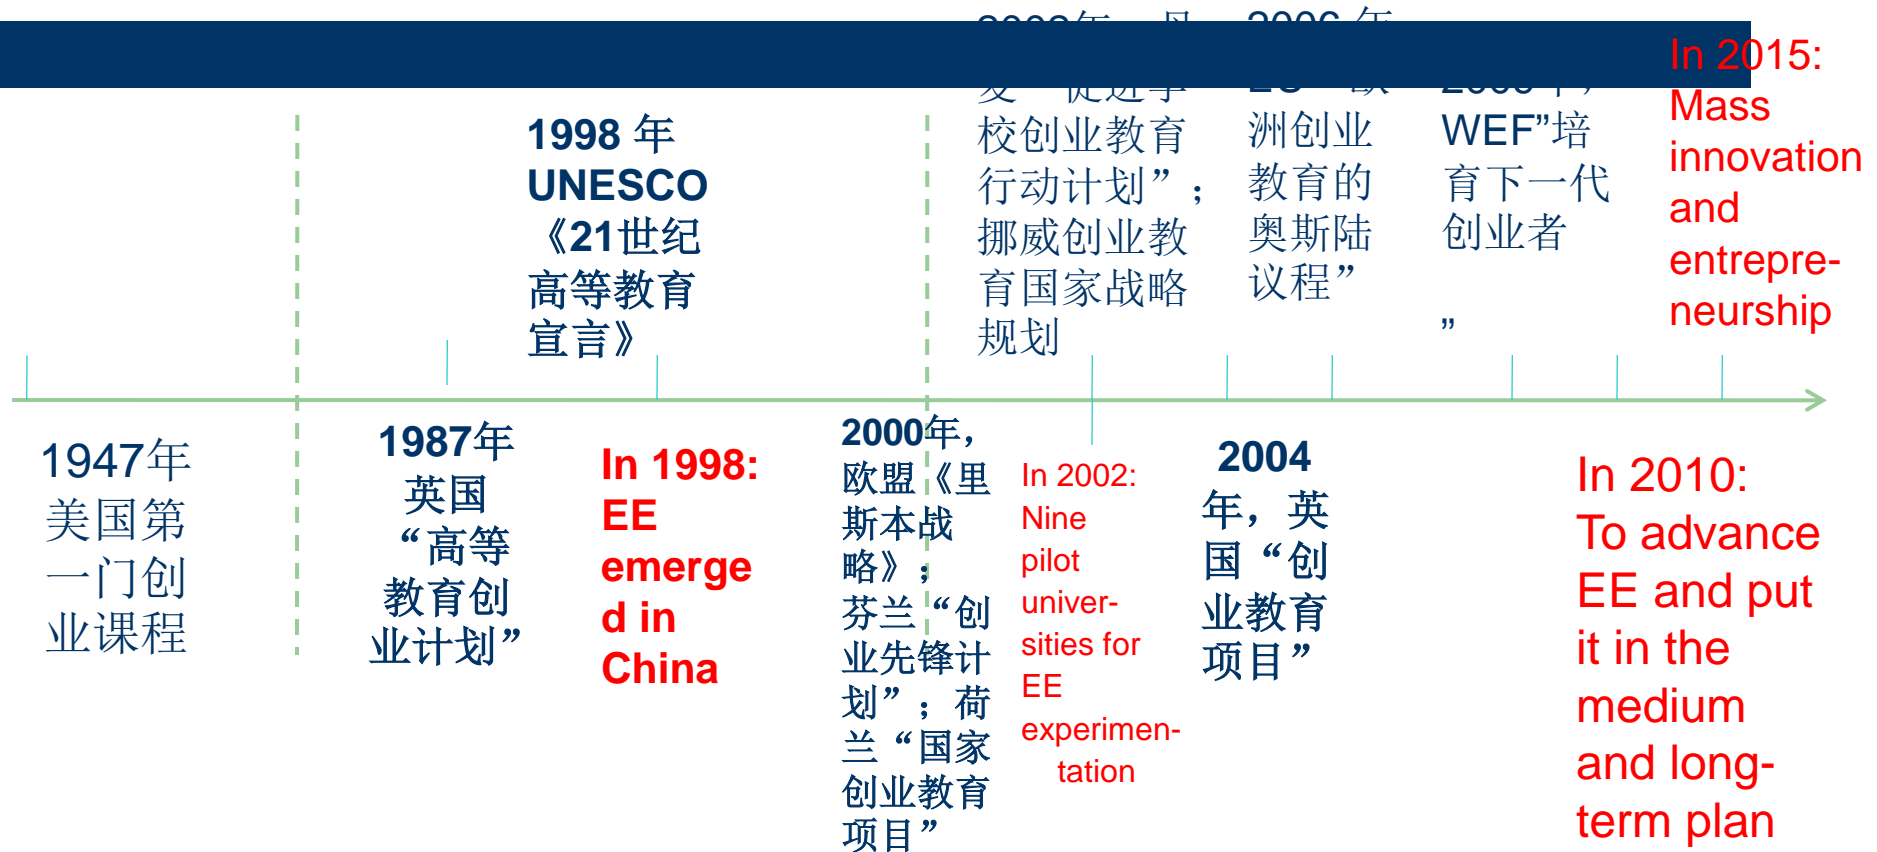 1998 年
UNESCO
《21世纪
高等教育
宣言》
校创业教育
行动计划”；
挪威创业教
育国家战略
规划
洲创业
教育的
奥斯陆
议程”
WEF”培
育下一代
创业者
”
In 2015:
Mass
innovation
and
entrepre-
neurship
1947年
美国第
一门创
业课程
1987年
英国
“高等
教育创
业计划”
In 1998:
EE
emerge
d in
China
2000年，
欧盟《里
斯本战
略》；
芬兰“创
业先锋计
划”；荷
兰“国家
创业教育
项目”
In 2002:
Nine
pilot
univer-
sities for
EE
experimen-
tation
2004
年，英
国“创
业教育
项目”
In 2010:
To advance
EE and put
it in the
medium
and long-
term plan